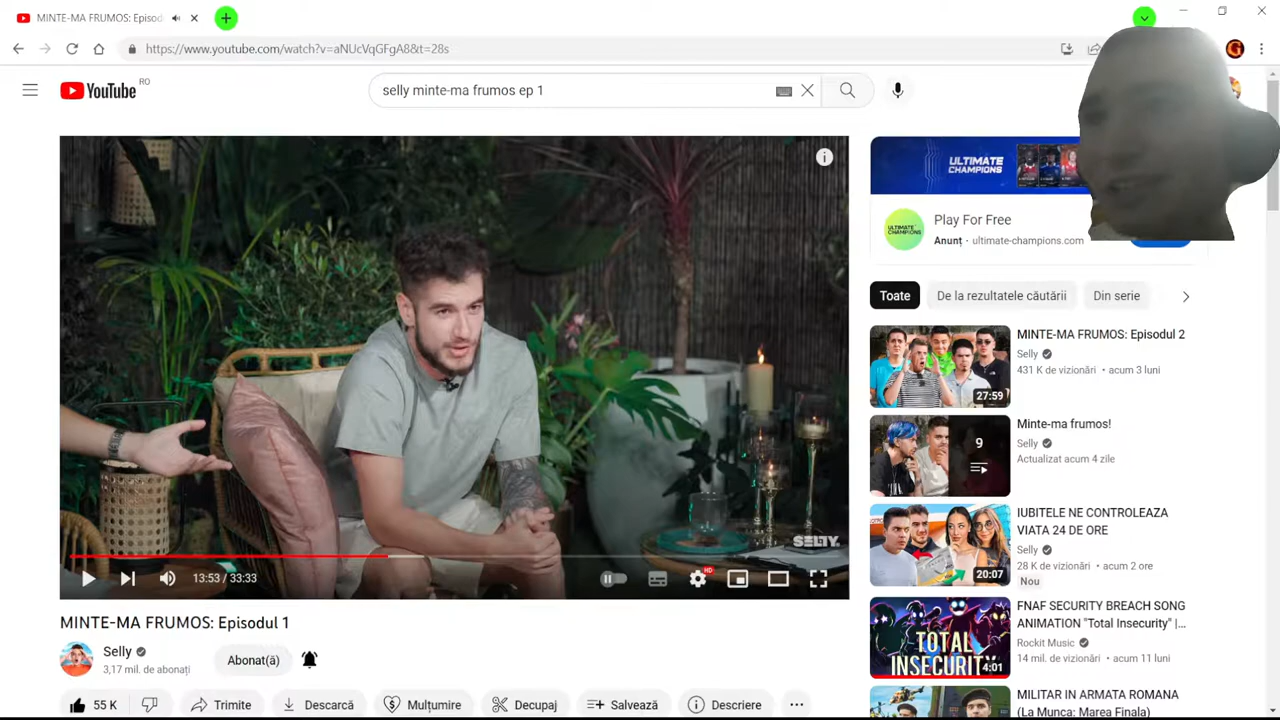 MINTE-MA FRUMOS: Episod
https://www.youtube.com/watch?v=aNUcVqGFgA8&t=28s
YouTube RO
selly minte-ma frumos ep 1
SELTY.
13:53 / 33:33
HD
MINTE-MA FRUMOS: Episodul 1
Selly
3,17 mil. de abonați
Abonat(ă)
55 K
Trimite
Descarcă
Mulțumire
Decupaj
Salvează
Descriere
ULTIMATE
CHAMPIONS
ULTIMATE
CHAMPIONS
Play For Free
Anunț · ultimate-champions.com
Toate
De la rezultatele căutării
Din serie
27:59
MINTE-MA FRUMOS: Episodul 2
Selly
431 K de vizionări • acum 3 luni
9
Minte-ma frumos!
Selly
Actualizat acum 4 zile
20:07
IUBITELE NE CONTROLEAZA
VIATA 24 DE ORE
Selly
28 K de vizionări • acum 2 ore
Nou
TOTAL
INSECURITY
4:01
FNAF SECURITY BREACH SONG
ANIMATION "Total Insecurity" |...
Rockit Music
14 mil. de vizionări • acum 11 luni
MILITAR IN ARMATA ROMANA
(La Munca: Marea Finala)